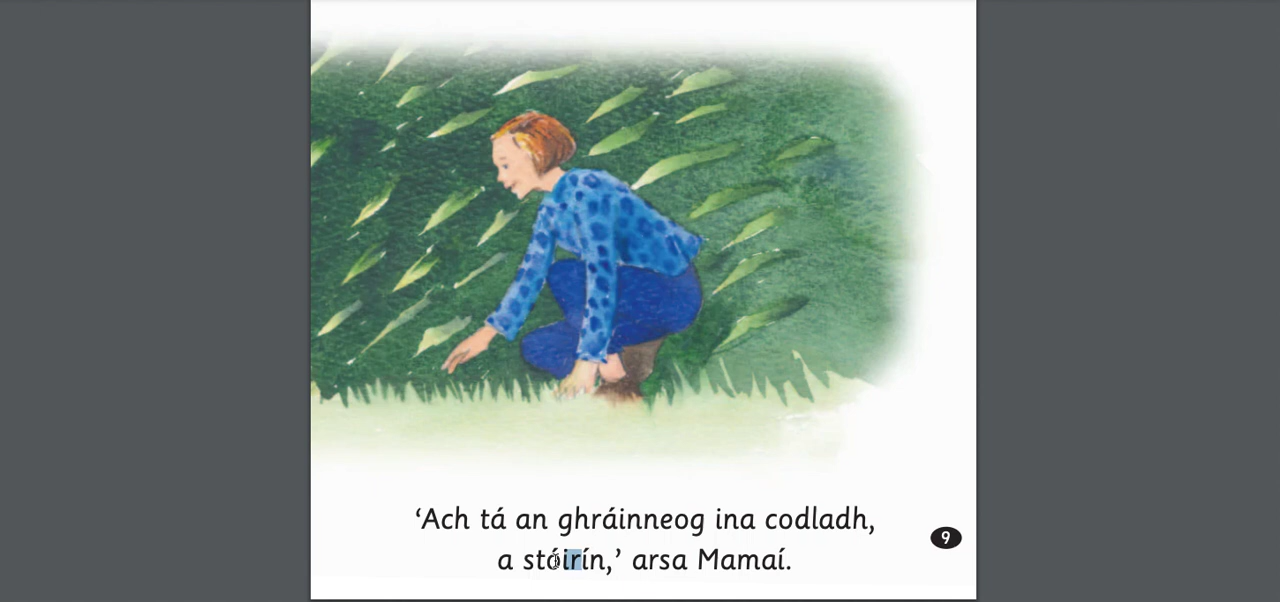 ‘Ach tá an ghráinneog ina codladh,
a stóirín,’ arsa Mamaí.
9